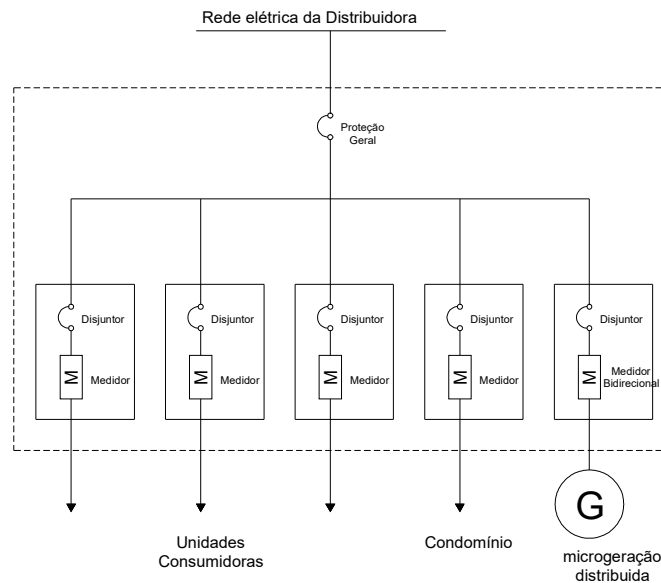 Rede elétrica da Distribuidora
Proteção
Geral
Disjuntor
Disjuntor
Disjuntor
Disjuntor
Disjuntor
M
Medidor
M
Medidor
M
Medidor
M
Medidor
M
Medidor
Bidirecional
G
Unidades
Consumidoras
Condomínio
microgeração
distribuida